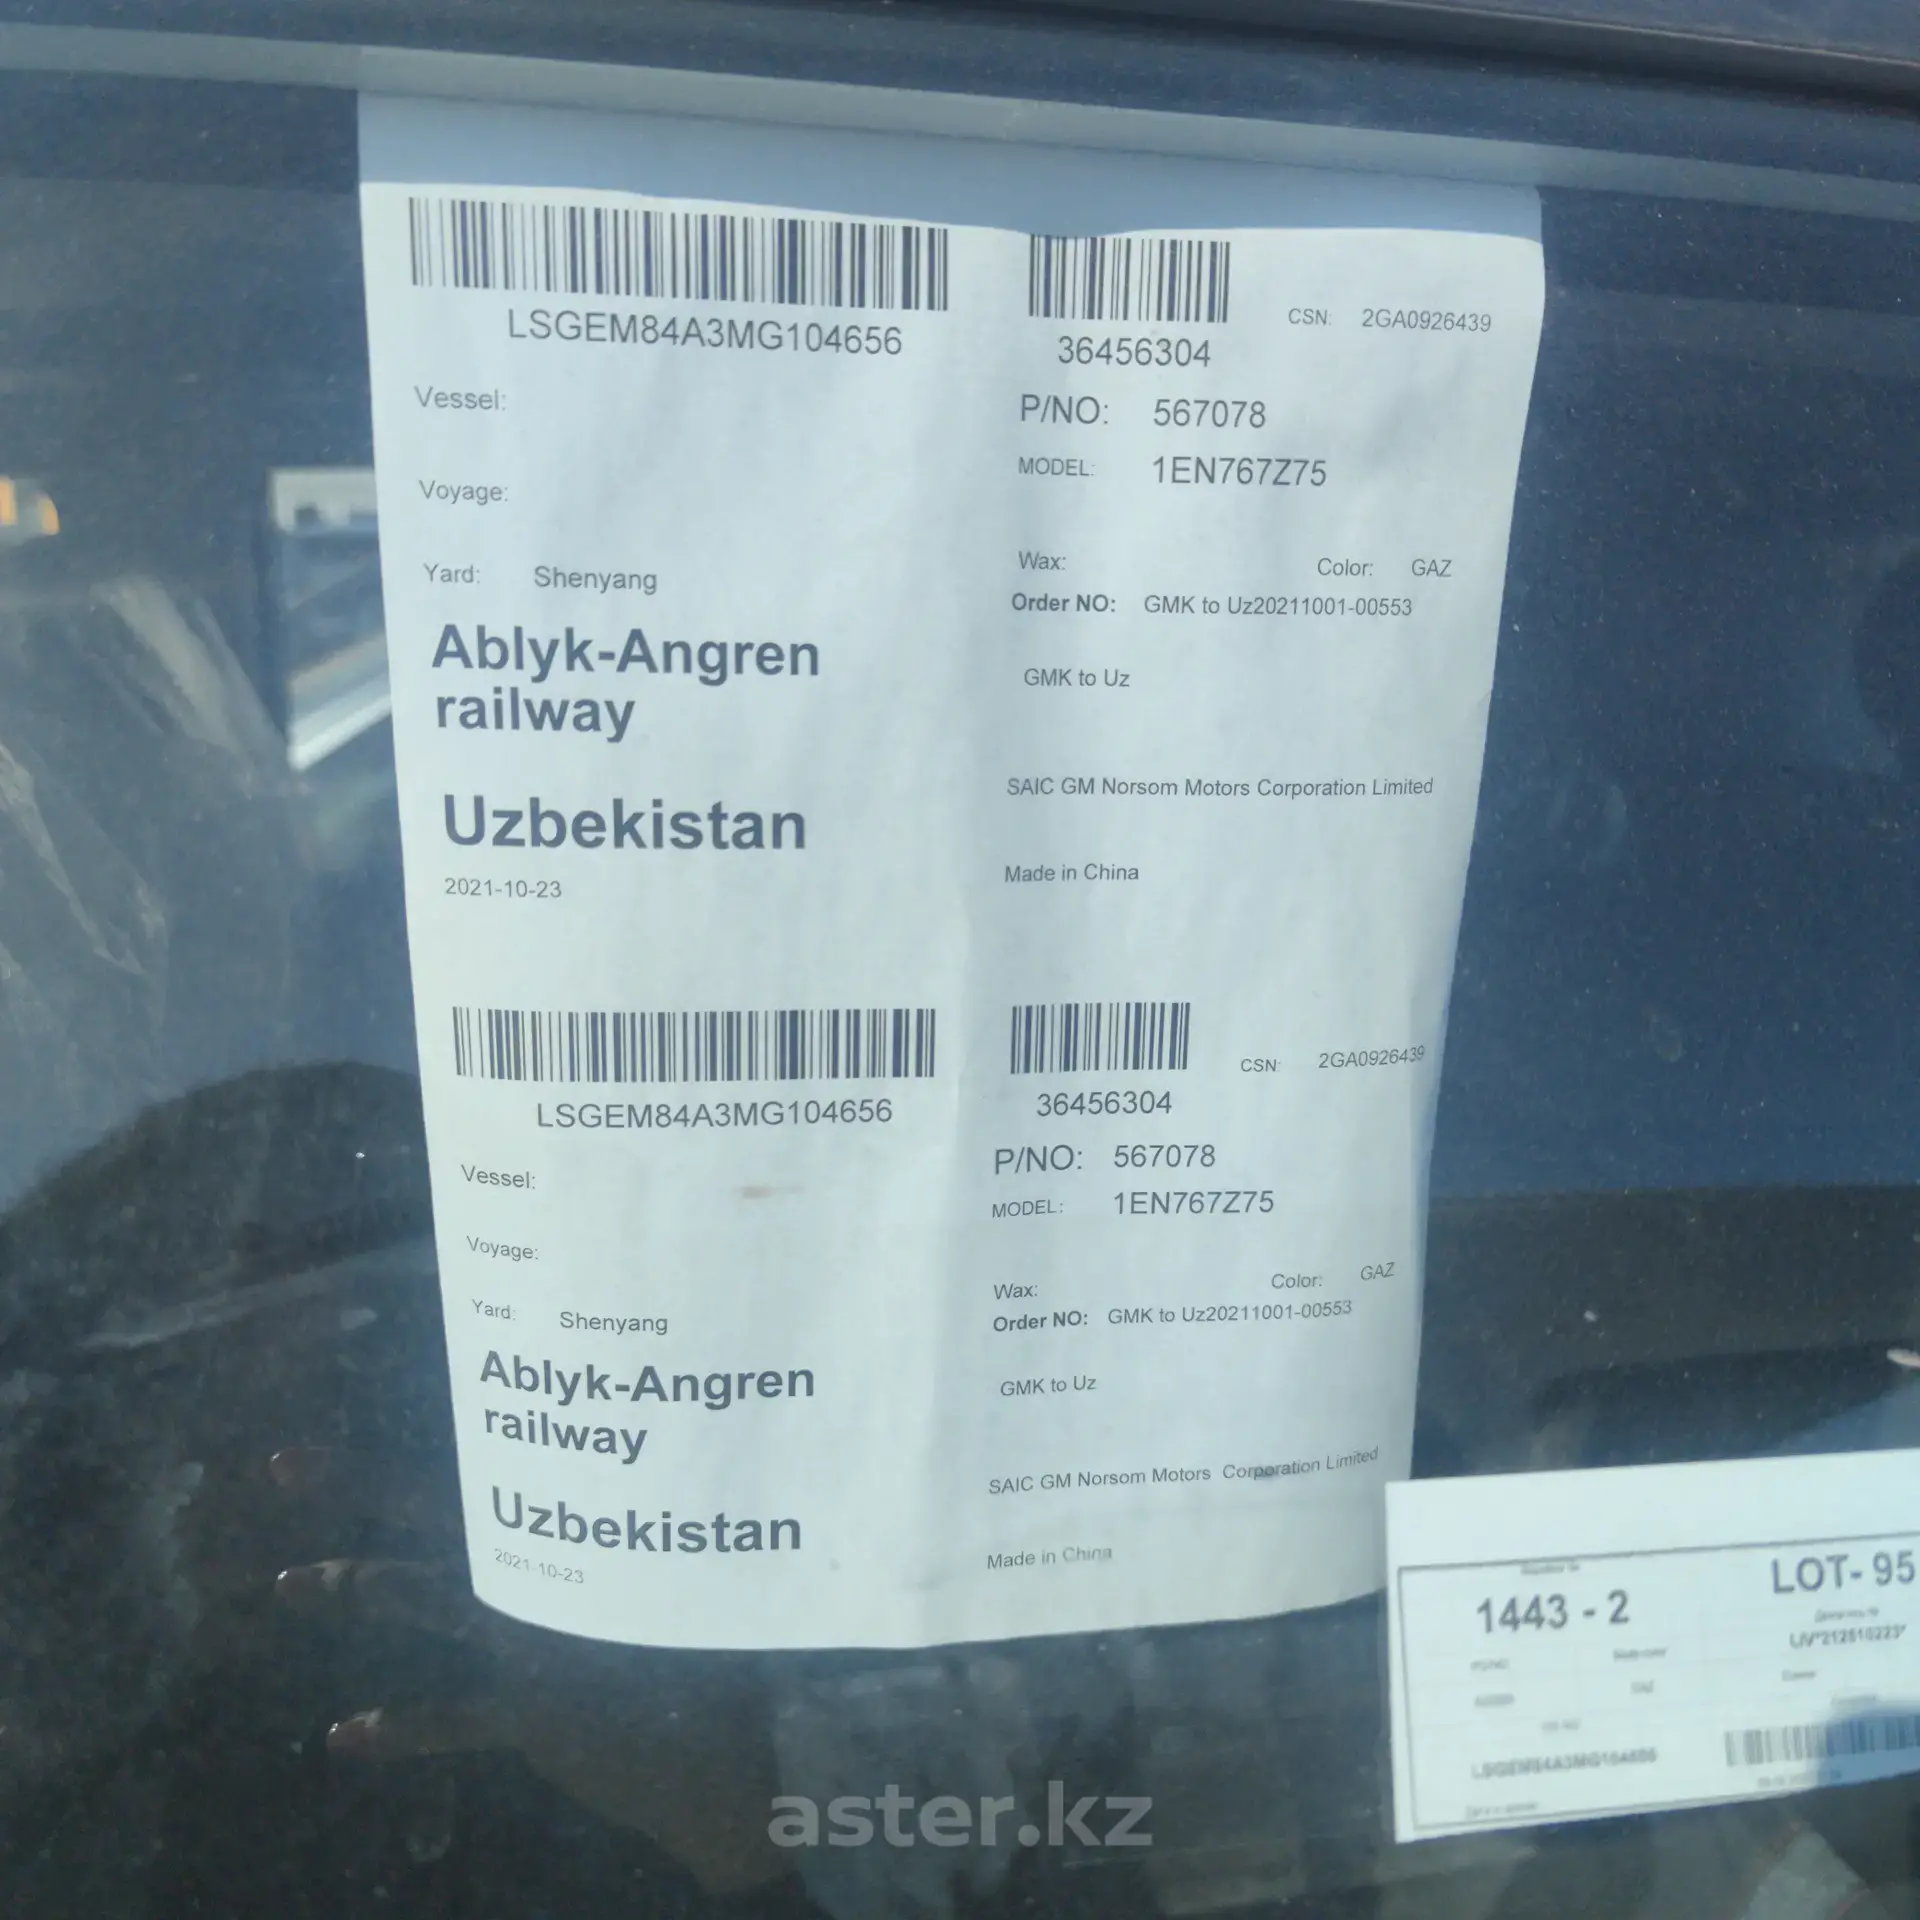 LSGEM84A3MG104656
Vessel:
Voyage:
Yard: Shenyang
Ablyk-Angren
railway
Uzbekistan
2021-10-23
36456304
CSN: 2GA0926439
P/NO: 567078
MODEL: 1EN767Z75
Wax: Color: GAZ
Order NO: GMK to Uz20211001-00553
GMK to Uz
SAIC GM Norsom Motors Corporation Limited
Made in China
LSGEM84A3MG104656
Vessel:
Voyage:
Yard: Shenyang
Ablyk-Angren
railway
Uzbekistan
2021-10-23
36456304
CSN: 2GA0926439
P/NO: 567078
MODEL: 1EN767Z75
Wax: Color: GAZ
Order NO: GMK to Uz20211001-00553
GMK to Uz
SAIC GM Norsom Motors Corporation Limited
Made in China
1443 - 2
LOT- 95
LSGEM84A3MG104656
aster.kz